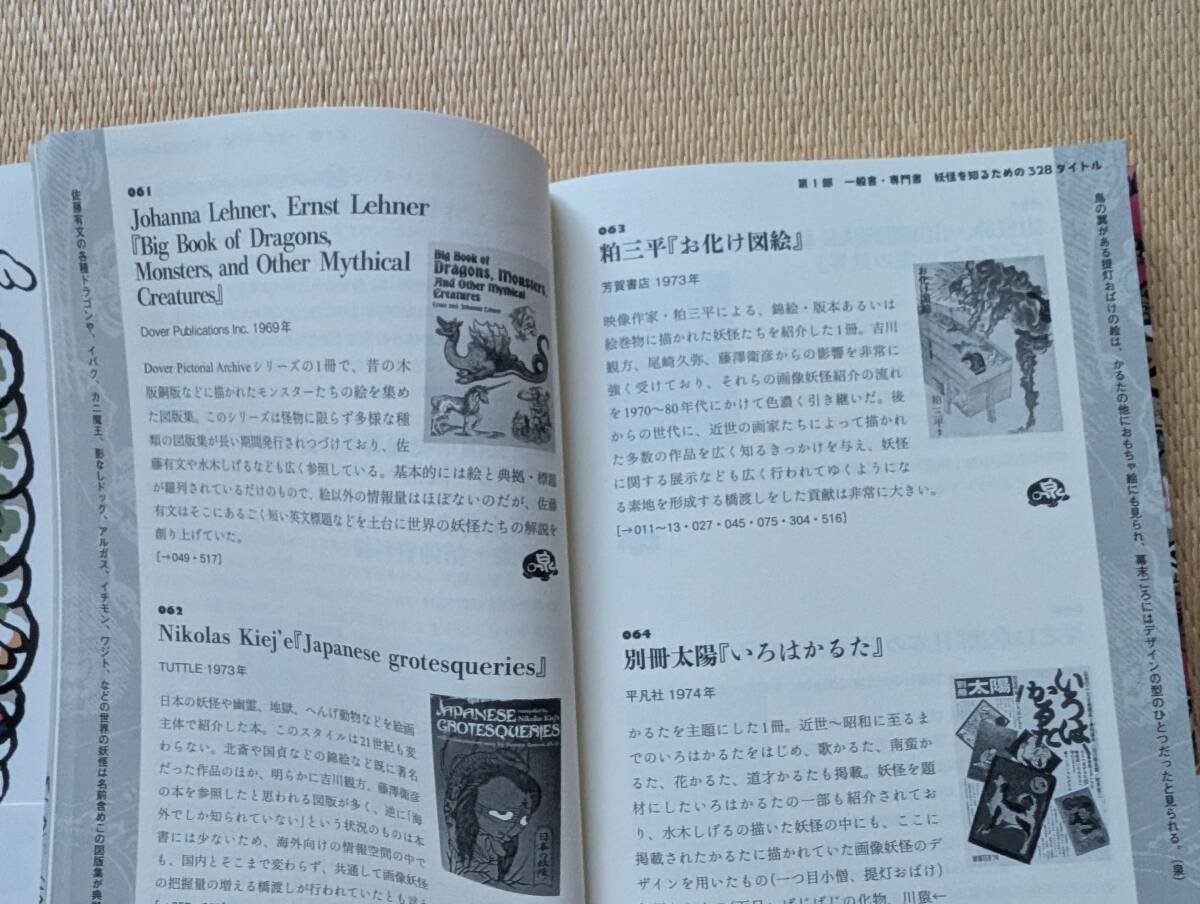 佐藤有文の各種ドラゴンや、イバク、カニ魔王、影なしドッグ、アルガス、イチモン、ワジト、などの世界の妖怪は名前含めこの図版集が典
061
Johanna Lehner、Ernst Lehner
『Big Book of Dragons,
Monsters, and Other Mythical
Creatures』
Dover Publications Inc. 1969年
Dover Pictorial Archiveシリーズの1冊で、昔の木
版銅版などに描かれたモンスターたちの絵を集め
た図版集。このシリーズは怪物に限らず多様な種
類の図版集が長い期間発行されつづけており、佐
藤有文や水木しげるなども広く参照している。基本的には絵と典拠・標題
が羅列されているだけのもので、絵以外の情報量はほぼないのだが、佐藤
有文はそこにあるごく短い英文標題などを土台に世界の妖怪たちの解説を
創り上げていた。
[→049・517]
泉
Big Book of
Dragons, Monsters,
And Other Mythical
Creatures
Ernst and Johanna Lehner
062
Nikolas Kiej'e『Japanese grotesqueries』
TUTTLE 1973年
日本の妖怪や幽霊、地獄、へんげ動物などを絵画
主体で紹介した本。このスタイルは21世紀も変
わらない。北斎や国貞などの錦絵など既に著名
だった作品のほか、明らかに吉川観方、藤澤衛彦
の本を参照したと思われる図版が多く、逆に「海
外でしか知られていない」という状況のものは本
書には少ないため、海外向けの情報空間の中で
も、国内とそこまで変わらず、共通して画像妖怪
の把握量の増える橋渡しが行われていたとも言え
JAPANESE
GROTESQUERIES
Nikolas Kiej'e
日本の妖怪
第1部 一般書・専門書 妖怪を知るための328タイトル
063
粕三平『お化け図絵』
芳賀書店 1973年
映像作家・粕三平による、錦絵・版本あるいは
絵巻物に描かれた妖怪たちを紹介した1冊。吉川
観方、尾崎久弥、藤澤衛彦からの影響を非常に
強く受けており、それらの画像妖怪紹介の流れ
を1970～80年代にかけて色濃く引き継いだ。後
からの世代に、近世の画家たちによって描かれ
た多数の作品を広く知るきっかけを与え、妖怪
に関する展示なども広く行われてゆくようにな
る素地を形成する橋渡しをした貢献は非常に大きい。
[→011～13・027・045・075・304・516]
泉
お化け図絵
粕三平
064
別冊太陽『いろはかるた』
平凡社 1974年
かるたを主題にした1冊。近世～昭和に至るま
でのいろはかるたをはじめ、歌かるた、南蛮か
るた、花かるた、道才かるたも掲載。妖怪を題
材にしたいろはかるたの一部も紹介されてお
り、水木しげるの描いた妖怪の中にも、ここに
掲載されたかるたに描かれていた画像妖怪のデ
ザインを用いたもの(一つ目小僧、提灯おばけ)
太陽
いろは
かるた
鳥の翼がある提灯おばけの絵は、かるたの他におもちゃ絵にも見られ、幕末ごろにはデザインの型のひとつだったと見られる。(泉)